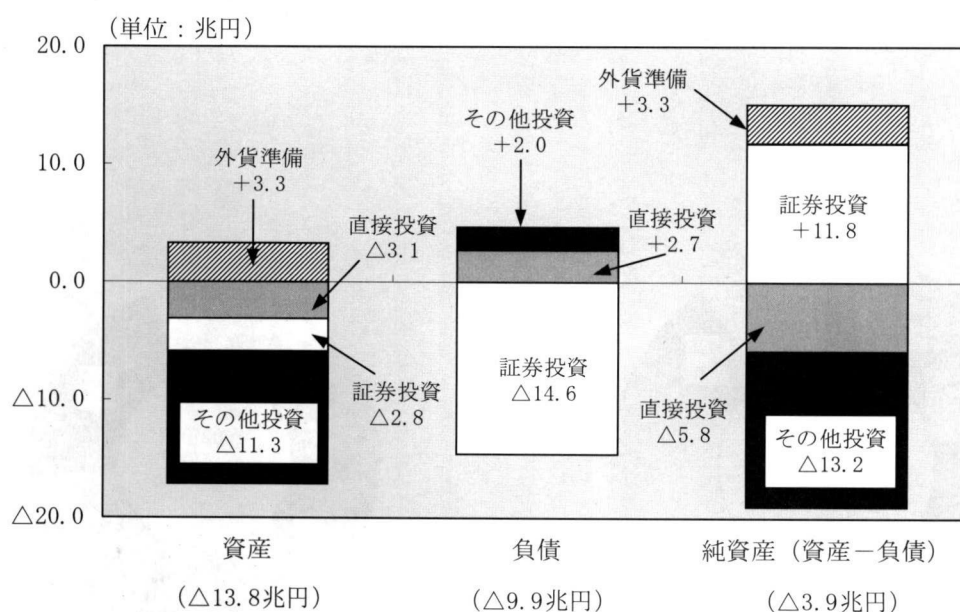 （単位：兆円）
20.0
10.0
0.0
△10.0
△20.0
外貨準備
＋3.3
直接投資
△3.1
証券投資
△2.8
その他投資
△11.3
その他投資
＋2.0
直接投資
＋2.7
証券投資
△14.6
外貨準備
＋3.3
証券投資
＋11.8
直接投資
△5.8
その他投資
△13.2
資産
（△13.8兆円）
負債
（△9.9兆円）
純資産（資産－負債）
（△3.9兆円）